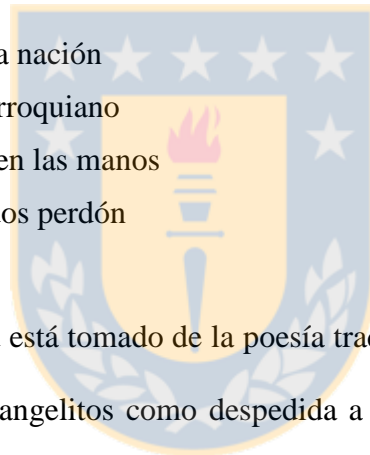 a nación
rroquiano
en las manos
os perdón
está tomado de la poesía trad
angelitos como despedida a